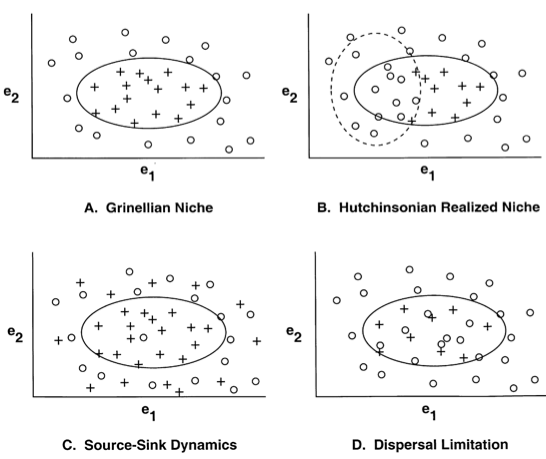 e2
e1
A. Grinellian Niche
e2
e1
B. Hutchinsonian Realized Niche
e2
e1
C. Source-Sink Dynamics
e2
e1
D. Dispersal Limitation